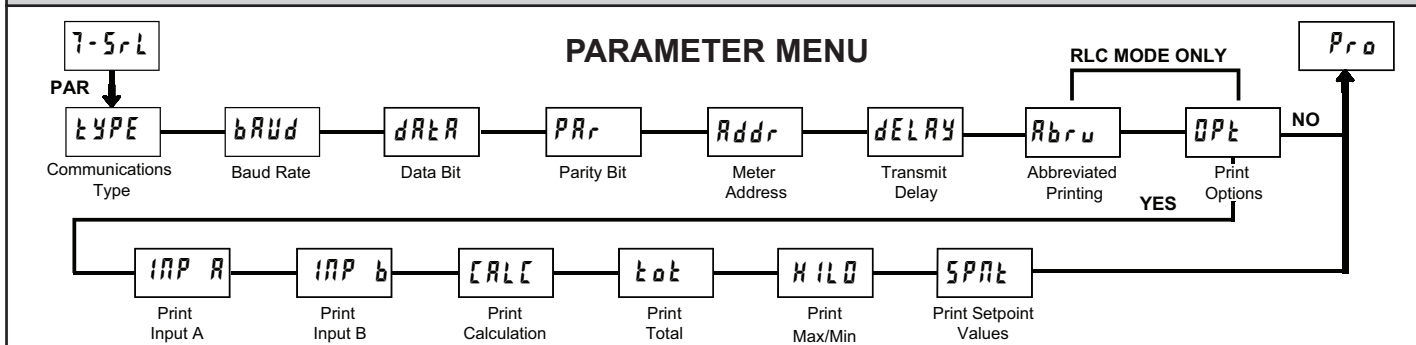 7-SrL
PARAMETER MENU
Pro
RLC MODE ONLY
PAR
tYPE
bAUd
dAtA
PAr
Addr
dELAY
Abrv
OPt
NO
Communications
Type
Baud Rate
Data Bit
Parity Bit
Meter
Address
Transmit
Delay
Abbreviated
Printing
Print
Options
YES
INP A
INP b
CALC
tot
HILO
SPNt
Print
Input A
Print
Input B
Print
Calculation
Print
Total
Print
Max/Min
Print Setpoint
Values